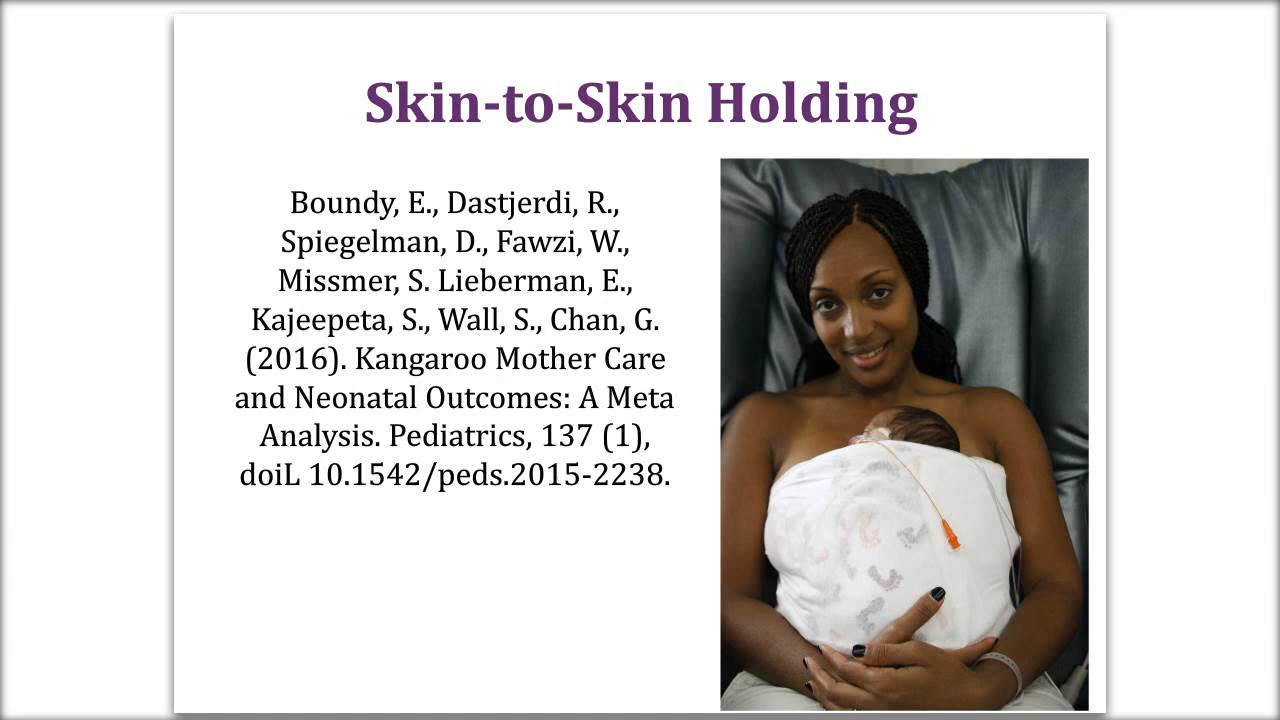 Skin-to-Skin Holding
Boundy, E., Dastjerdi, R.,
Spiegelman, D., Fawzi, W.,
Missmer, S. Lieberman, E.,
Kajeepeta, S., Wall, S., Chan, G.
(2016). Kangaroo Mother Care
and Neonatal Outcomes: A Meta
Analysis. Pediatrics, 137 (1),
doiL 10.1542/peds.2015-2238.